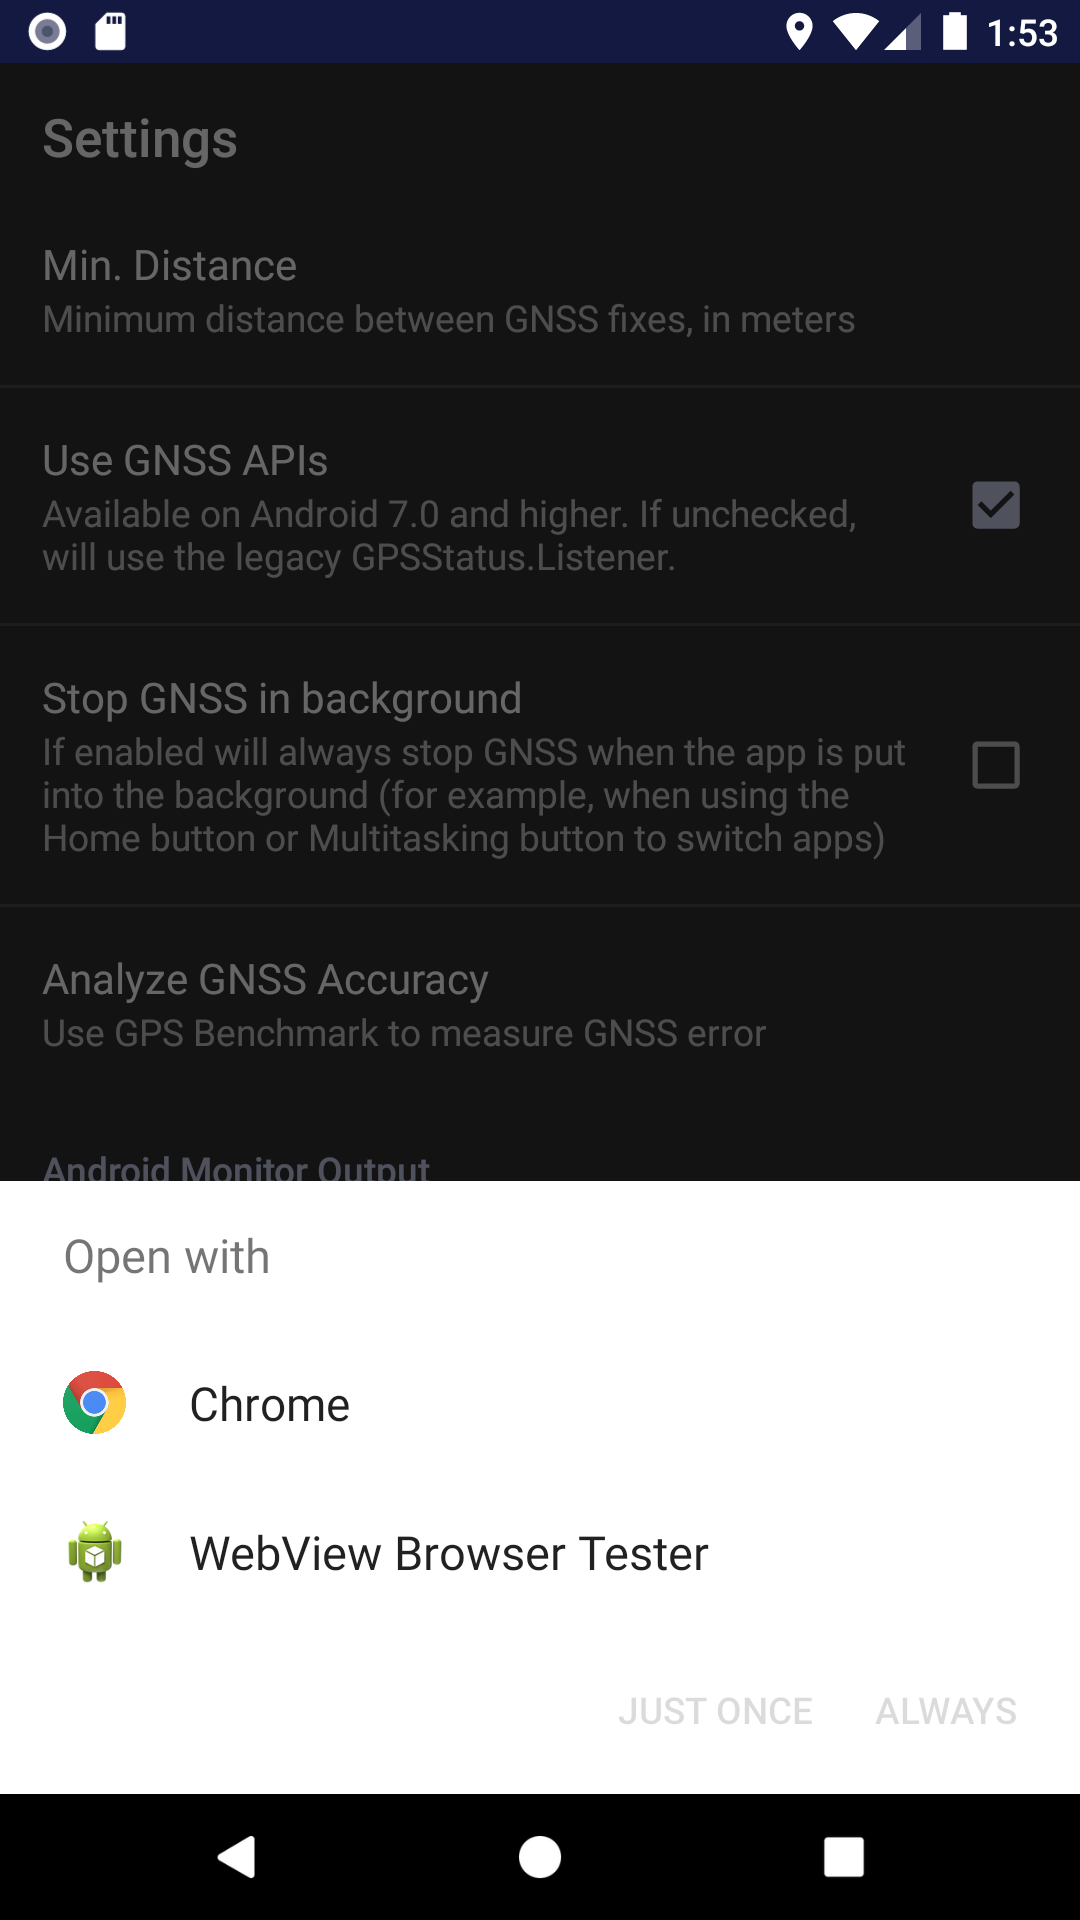 1:53
Settings
Min. Distance
Minimum distance between GNSS fixes, in meters
Use GNSS APIs
Available on Android 7.0 and higher. If unchecked,
will use the legacy GPSStatus.Listener.
Stop GNSS in background
If enabled will always stop GNSS when the app is put
into the background (for example, when using the
Home button or Multitasking button to switch apps)
Analyze GNSS Accuracy
Use GPS Benchmark to measure GNSS error
Android Monitor Output
Open with
Chrome
WebView Browser Tester
JUST ONCE ALWAYS